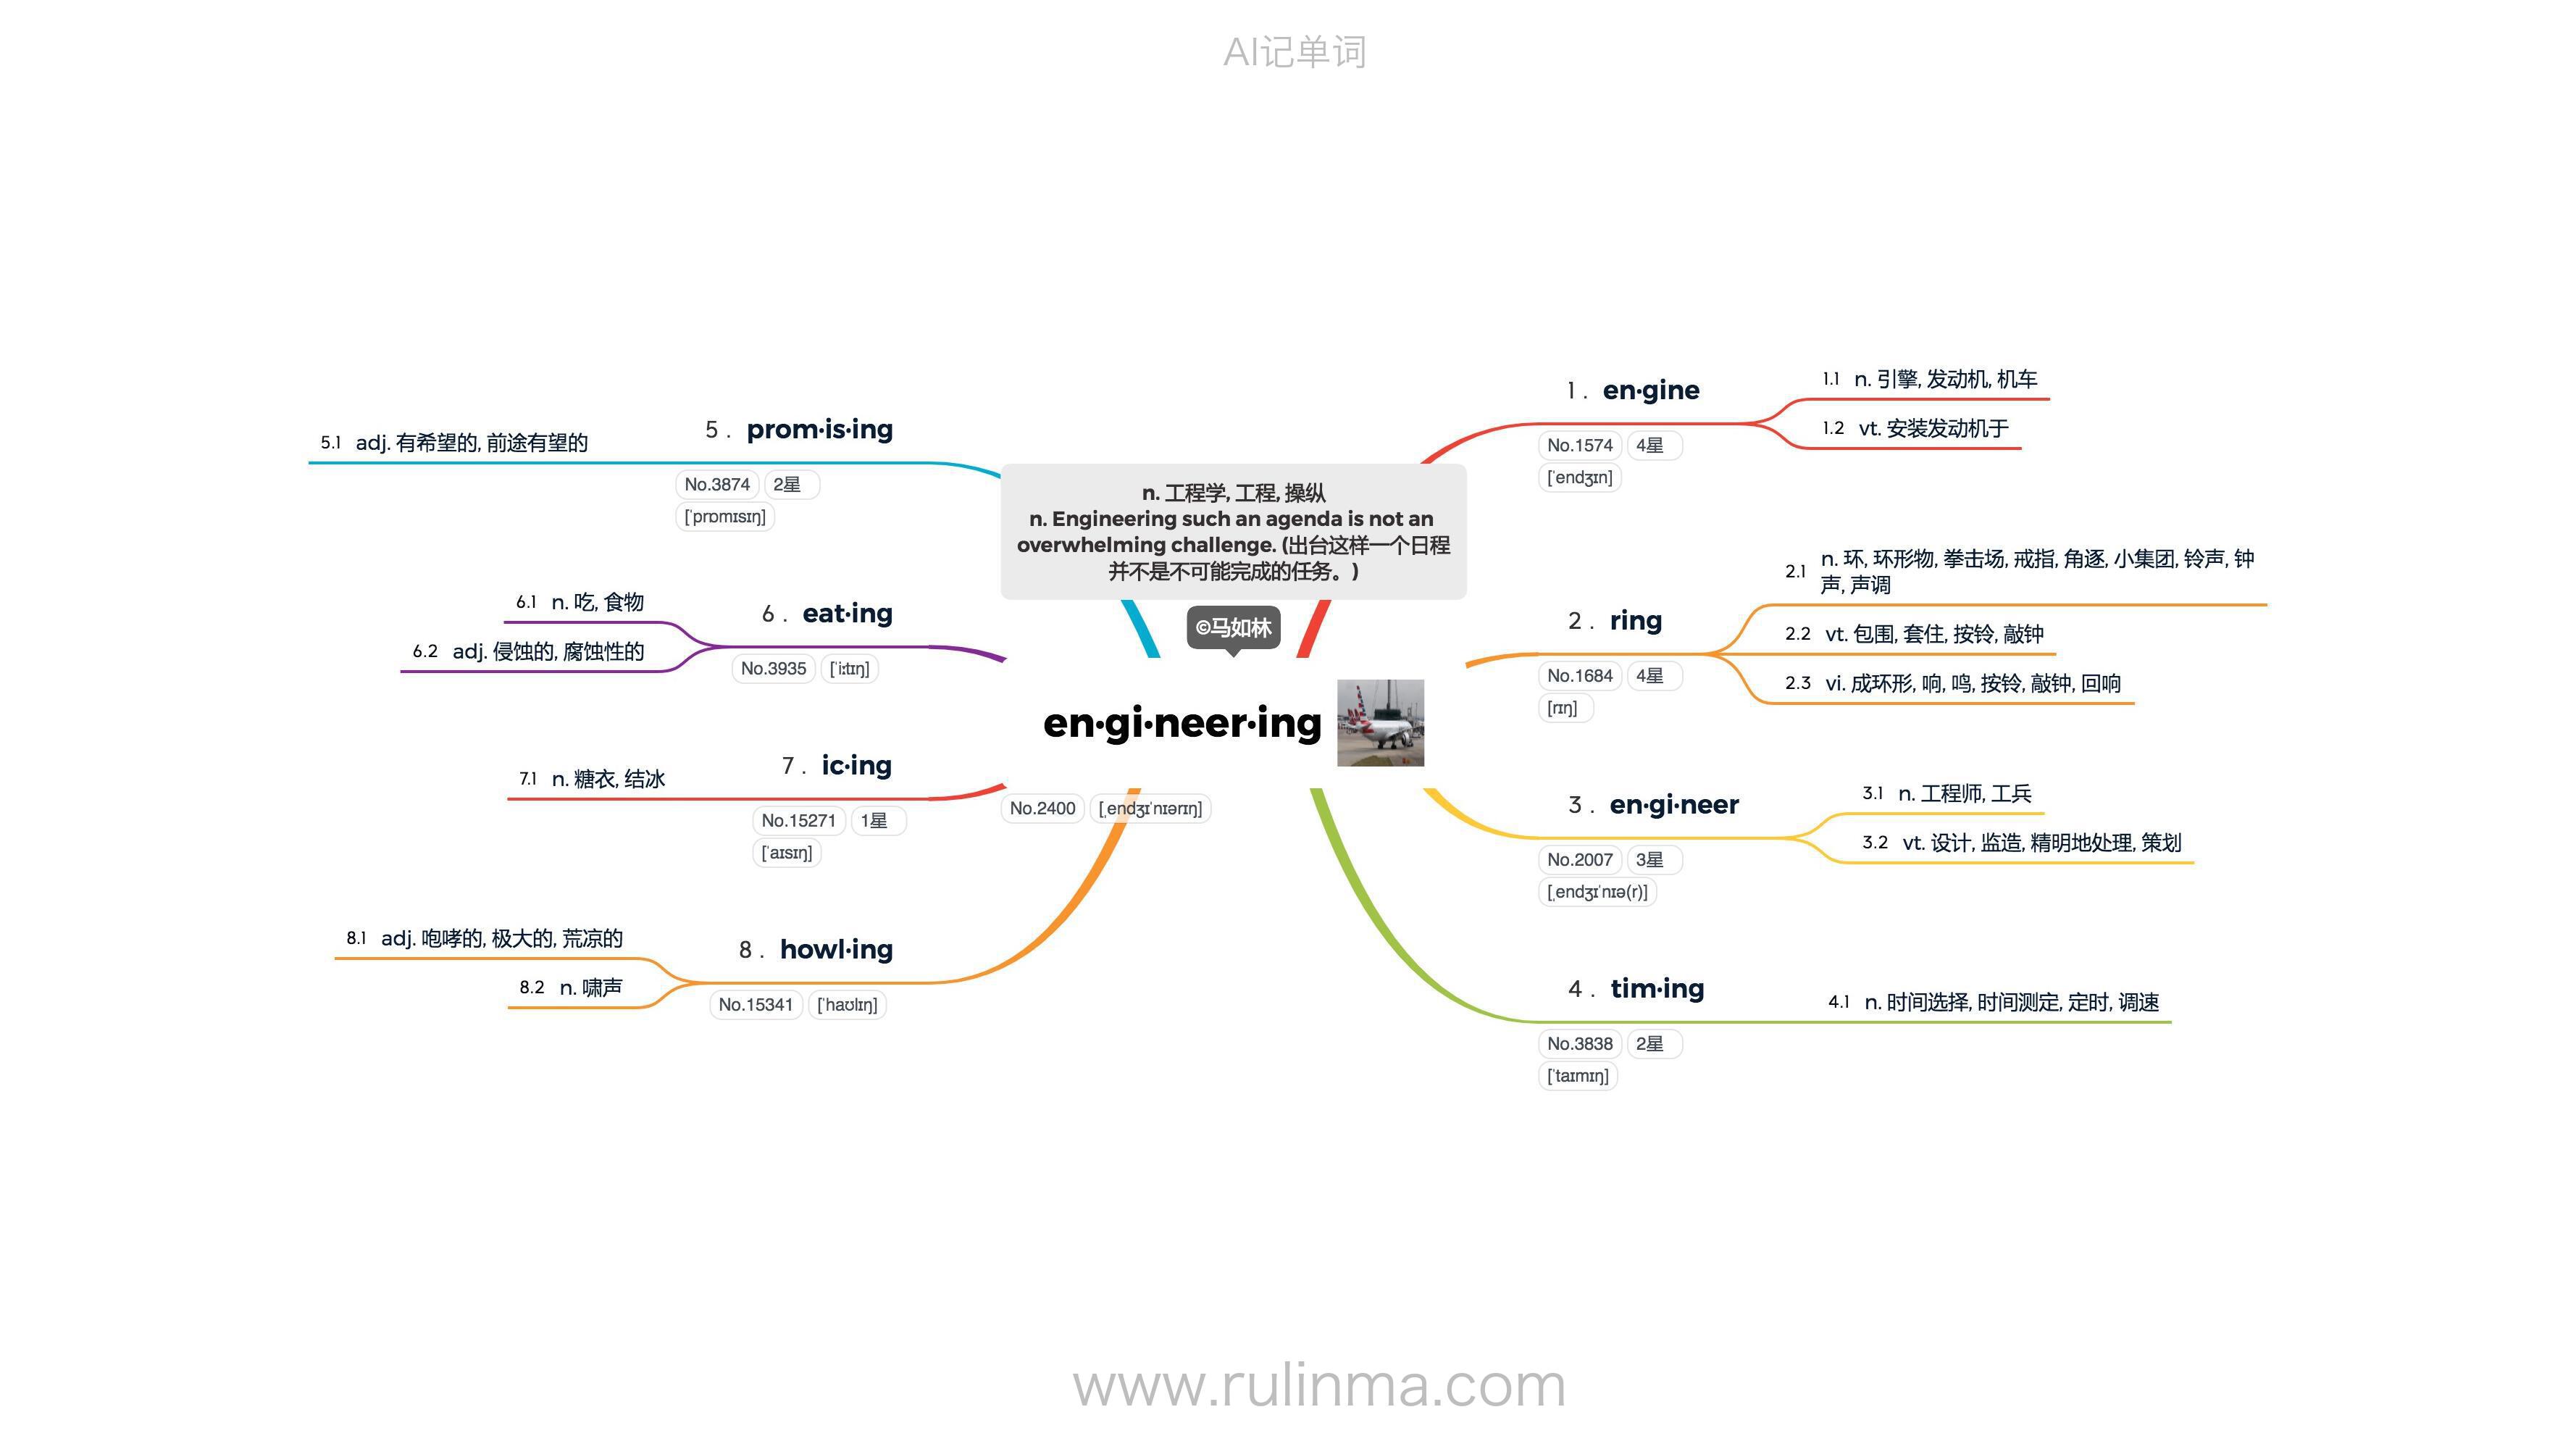 AI记单词
n. 工程学, 工程, 操纵
n. Engineering such an agenda is not an
overwhelming challenge. (出台这样一个日程
并不是不可能完成的任务。)
©马如林
en·gi·neer·ing
No.2400 [ˌendʒɪˈnɪərɪŋ]
1 . en·gine
No.1574 4星
[ˈendʒɪn]
1.1 n. 引擎, 发动机, 机车
1.2 vt. 安装发动机于
2 . ring
No.1684 4星
[rɪŋ]
2.1 n. 环, 环形物, 拳击场, 戒指, 角逐, 小集团, 铃声, 钟
声, 声调
2.2 vt. 包围, 套住, 按铃, 敲钟
2.3 vi. 成环形, 响, 鸣, 按铃, 敲钟, 回响
3 . en·gi·neer
No.2007 3星
[ˌendʒɪˈnɪə(r)]
3.1 n. 工程师, 工兵
3.2 vt. 设计, 监造, 精明地处理, 策划
4 . tim·ing
No.3838 2星
[ˈtaɪmɪŋ]
4.1 n. 时间选择, 时间测定, 定时, 调速
5 . prom·is·ing
No.3874 2星
[ˈprɒmɪsɪŋ]
5.1 adj. 有希望的, 前途有望的
6 . eat·ing
No.3935 [ˈiːtɪŋ]
6.1 n. 吃, 食物
6.2 adj. 侵蚀的, 腐蚀性的
7 . ic·ing
No.15271 1星
[ˈaɪsɪŋ]
7.1 n. 糖衣, 结冰
8 . howl·ing
No.15341 [ˈhaʊlɪŋ]
8.1 adj. 咆哮的, 极大的, 荒凉的
8.2 n. 啸声
www.rulinma.com